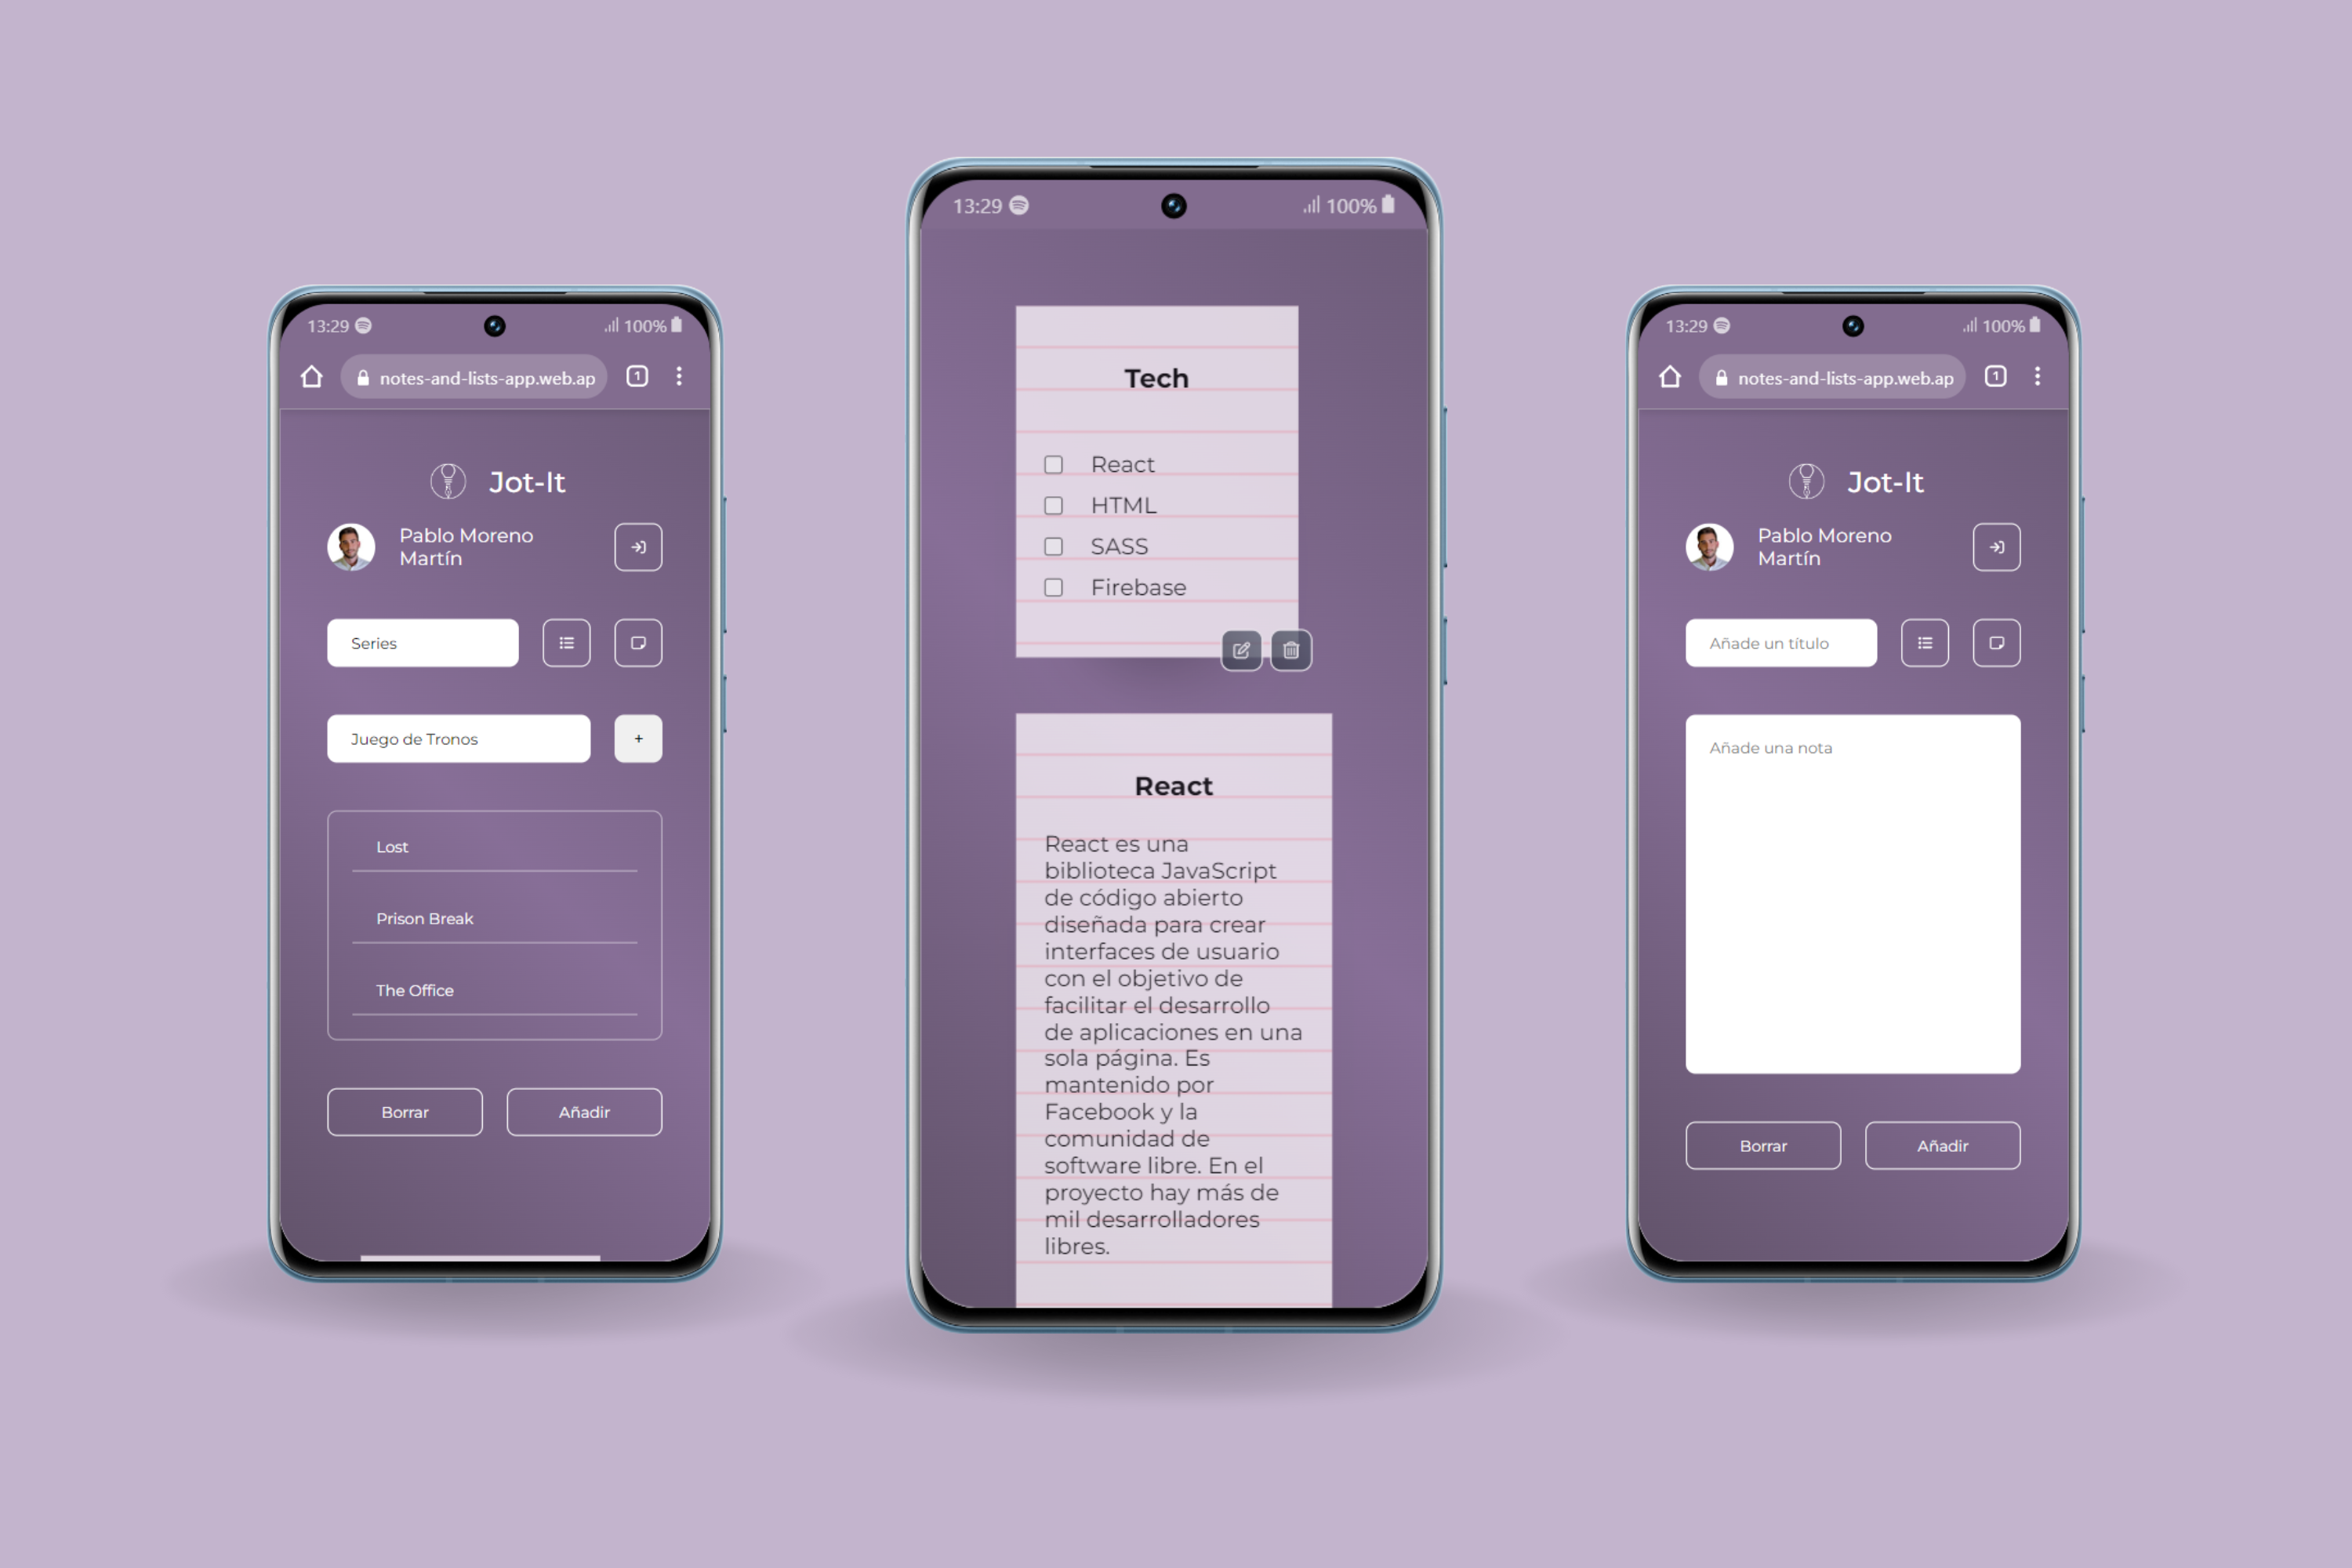 13:29
100%
notes-and-lists-app.web.ap
1
Jot-It
Pablo Moreno
Martín
Series
Juego de Tronos
+
Lost
Prison Break
The Office
Borrar
Añadir
13:29
100%
Tech
React
HTML
SASS
Firebase
React
React es una
biblioteca JavaScript
de código abierto
diseñada para crear
interfaces de usuario
con el objetivo de
facilitar el desarrollo
de aplicaciones en una
sola página. Es
mantenido por
Facebook y la
comunidad de
software libre. En el
proyecto hay más de
mil desarrolladores
libres.
13:29
100%
notes-and-lists-app.web.ap
1
Jot-It
Pablo Moreno
Martín
Añade un título
Añade una nota
Borrar
Añadir